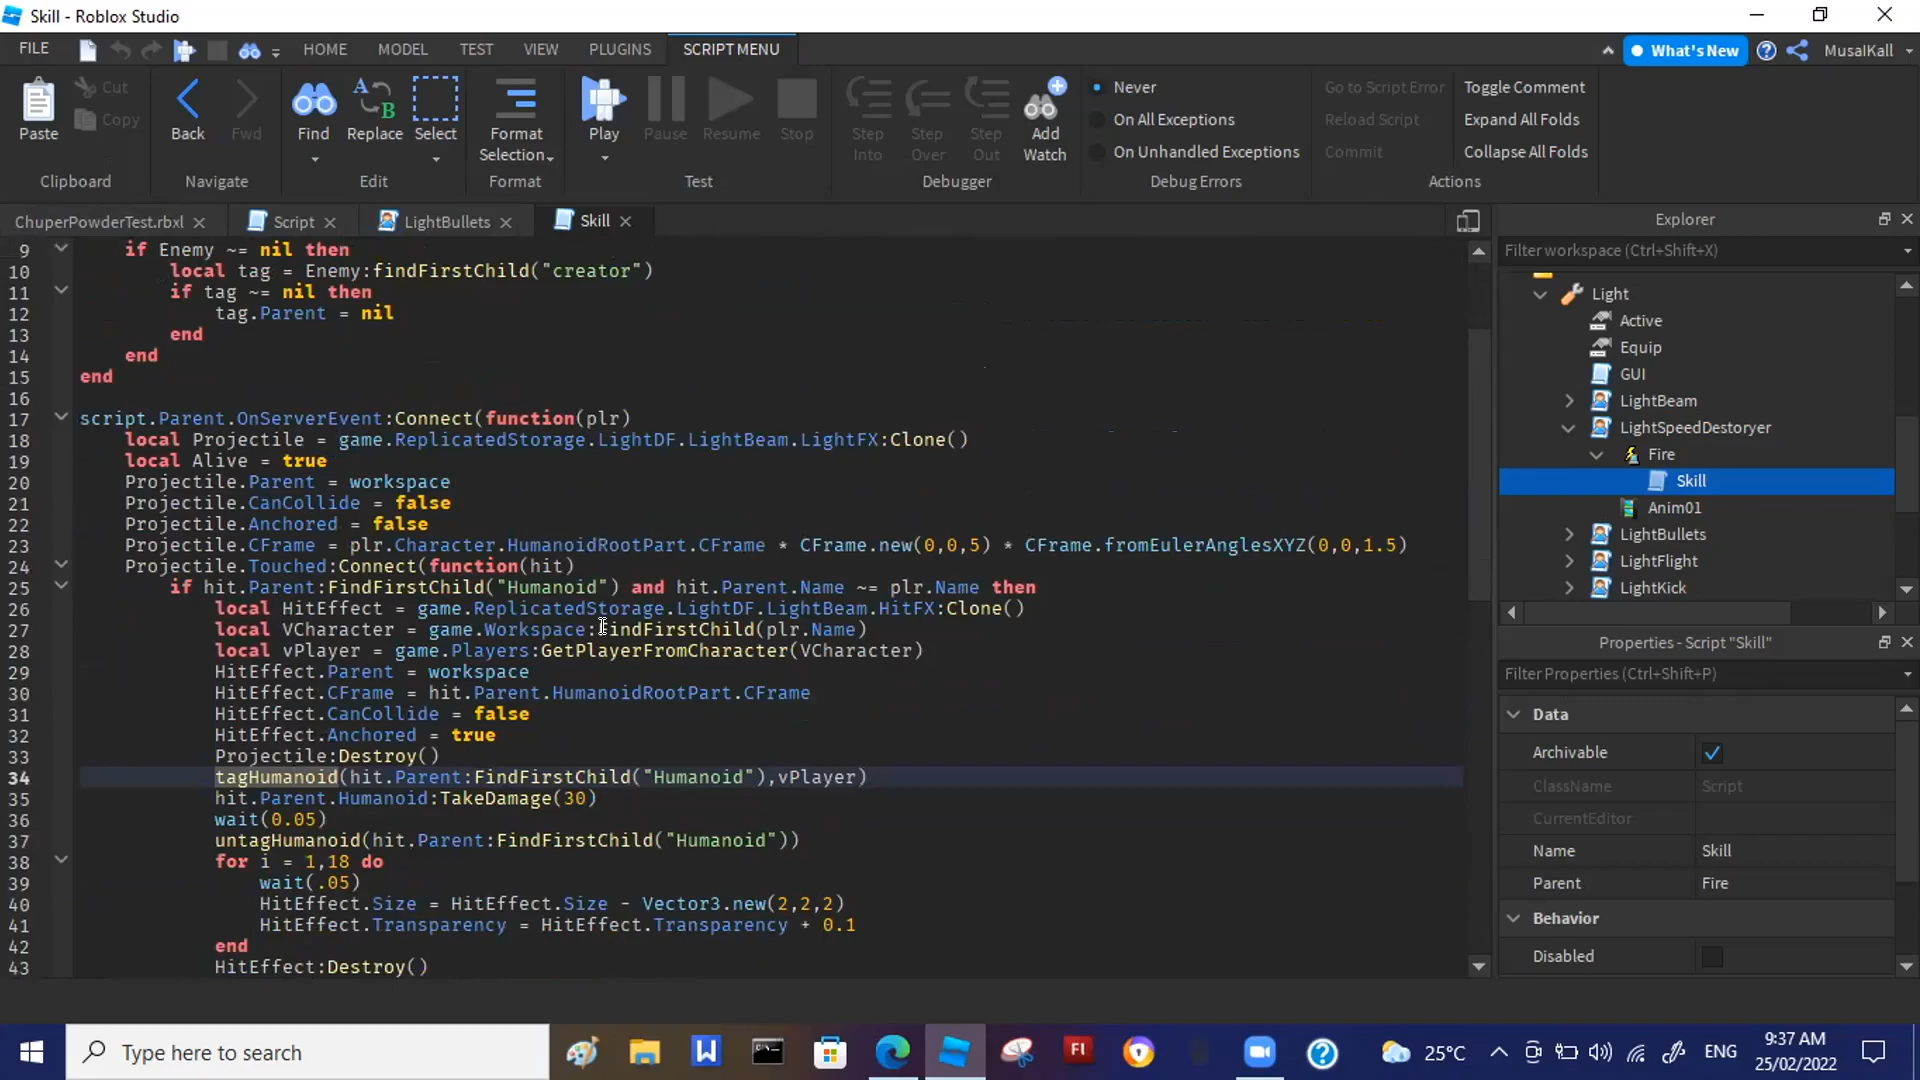 Skill - Roblox Studio
FILE HOME MODEL TEST VIEW PLUGINS SCRIPT MENU What's New MusaIKall
Paste Cut Copy Clipboard
Back Fwd Navigate
Find Replace Select Edit
Format Selection Format
Play Pause Resume Stop Test
Step Into Step Over Step Out Add Watch Debugger
Never
On All Exceptions
On Unhandled Exceptions
Debug Errors
Go to Script Error
Reload Script
Commit
Toggle Comment
Expand All Folds
Collapse All Folds
Actions
ChuperPowderTest.rbxl Script LightBullets Skill
9 if Enemy ~= nil then
10 local tag = Enemy:findFirstChild("creator")
11 if tag ~= nil then
12 tag.Parent = nil
13 end
14 end
15 end
16
17 script.Parent.OnServerEvent:Connect(function(plr)
18 local Projectile = game.ReplicatedStorage.LightDF.LightBeam.LightFX:Clone()
19 local Alive = true
20 Projectile.Parent = workspace
21 Projectile.CanCollide = false
22 Projectile.Anchored = false
23 Projectile.CFrame = plr.Character.HumanoidRootPart.CFrame * CFrame.new(0,0,5) * CFrame.fromEulerAnglesXYZ(0,0,1.5)
24 Projectile.Touched:Connect(function(hit)
25 if hit.Parent:FindFirstChild("Humanoid") and hit.Parent.Name ~= plr.Name then
26 local HitEffect = game.ReplicatedStorage.LightDF.LightBeam.HitFX:Clone()
27 local VCharacter = game.Workspace:FindFirstChild(plr.Name)
28 local vPlayer = game.Players:GetPlayerFromCharacter(VCharacter)
29 HitEffect.Parent = workspace
30 HitEffect.CFrame = hit.Parent.HumanoidRootPart.CFrame
31 HitEffect.CanCollide = false
32 HitEffect.Anchored = true
33 Projectile:Destroy()
34 tagHumanoid(hit.Parent:FindFirstChild("Humanoid"),vPlayer)
35 hit.Parent.Humanoid:TakeDamage(30)
36 wait(0.05)
37 untagHumanoid(hit.Parent:FindFirstChild("Humanoid"))
38 for i = 1,18 do
39 wait(.05)
40 HitEffect.Size = HitEffect.Size - Vector3.new(2,2,2)
41 HitEffect.Transparency = HitEffect.Transparency + 0.1
42 end
43 HitEffect:Destroy()
Explorer
Filter workspace (Ctrl+Shift+X)
Light
Active
Equip
GUI
LightBeam
LightSpeedDestoryer
Fire
Skill
Anim01
LightBullets
LightFlight
LightKick
Properties - Script "Skill"
Filter Properties (Ctrl+Shift+P)
Data
Archivable
ClassName Script
CurrentEditor
Name Skill
Parent Fire
Behavior
Disabled
Type here to search
W
Fl
25°C
ENG
9:37 AM
25/02/2022